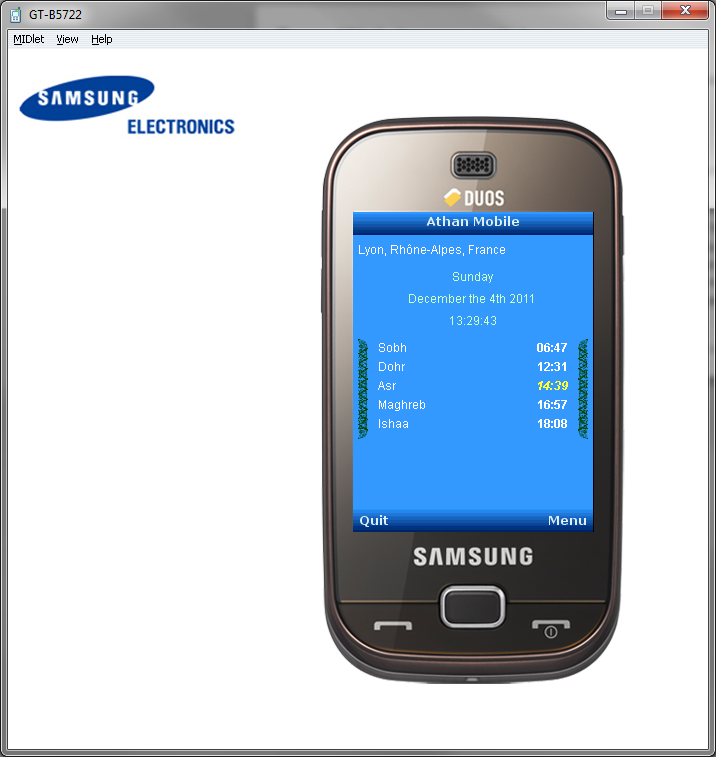 GT-B5722
MIDlet View Help
SAMSUNG
ELECTRONICS
DUOS
Athan Mobile
Lyon, Rhône-Alpes, France
Sunday
December the 4th 2011
13:29:43
Sobh 06:47
Dohr 12:31
Asr 14:39
Maghreb 16:57
Ishaa 18:08
Quit Menu
SAMSUNG